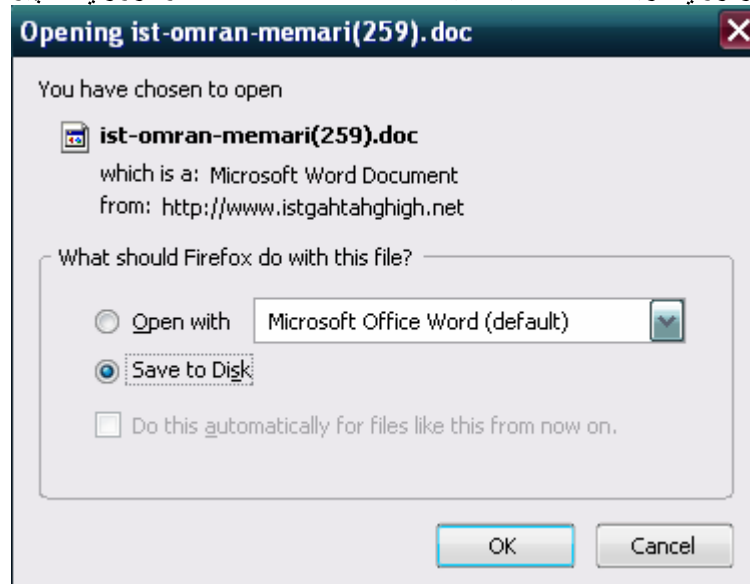 Opening ist-omran-memari(259).doc
You have chosen to open
ist-omran-memari(259).doc
which is a: Microsoft Word Document
from: http://www.istgahtahghigh.net
What should Firefox do with this file?
Open with Microsoft Office Word (default)
Save to Disk
Do this automatically for files like this from now on.
OK Cancel